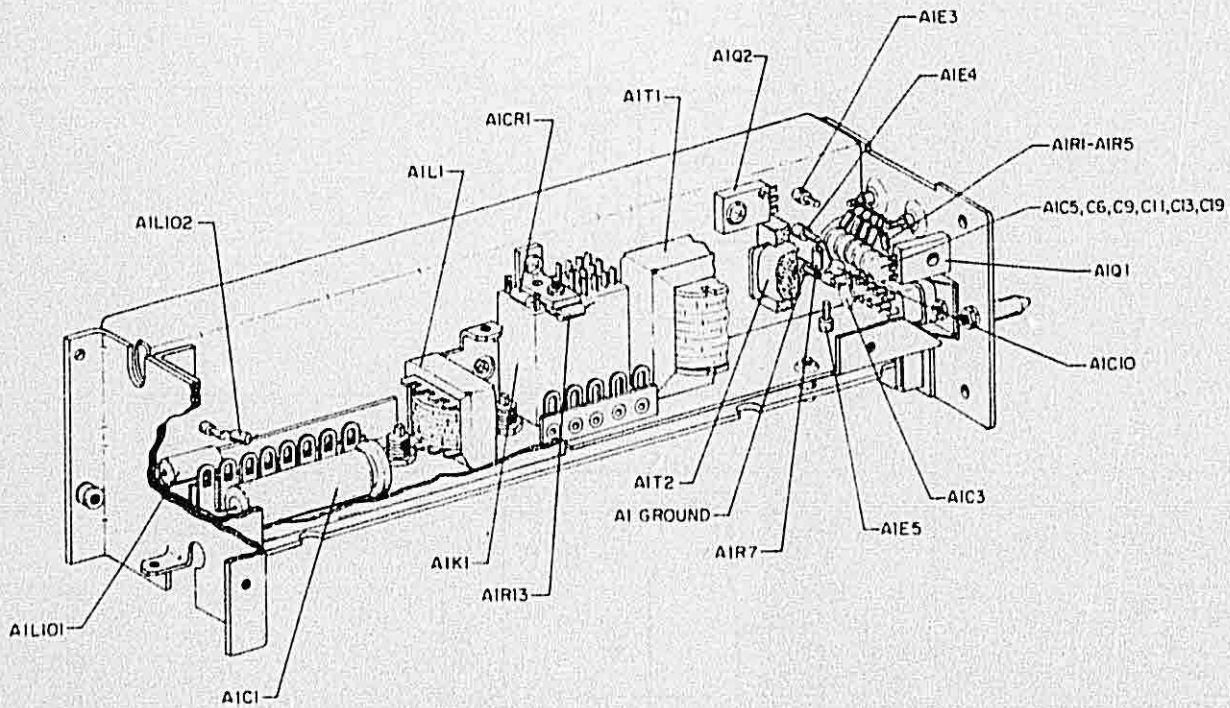 A1E3
A1Q2
A1E4
A1T1
A1CR1
A1R1-A1R5
A1L1
A1C5, C6, C9, C11, C13, C19
A1L102
A1Q1
A1C10
A1T2
A1C3
A1 GROUND
A1E5
A1K1
A1R7
A1R13
A1L101
A1C1